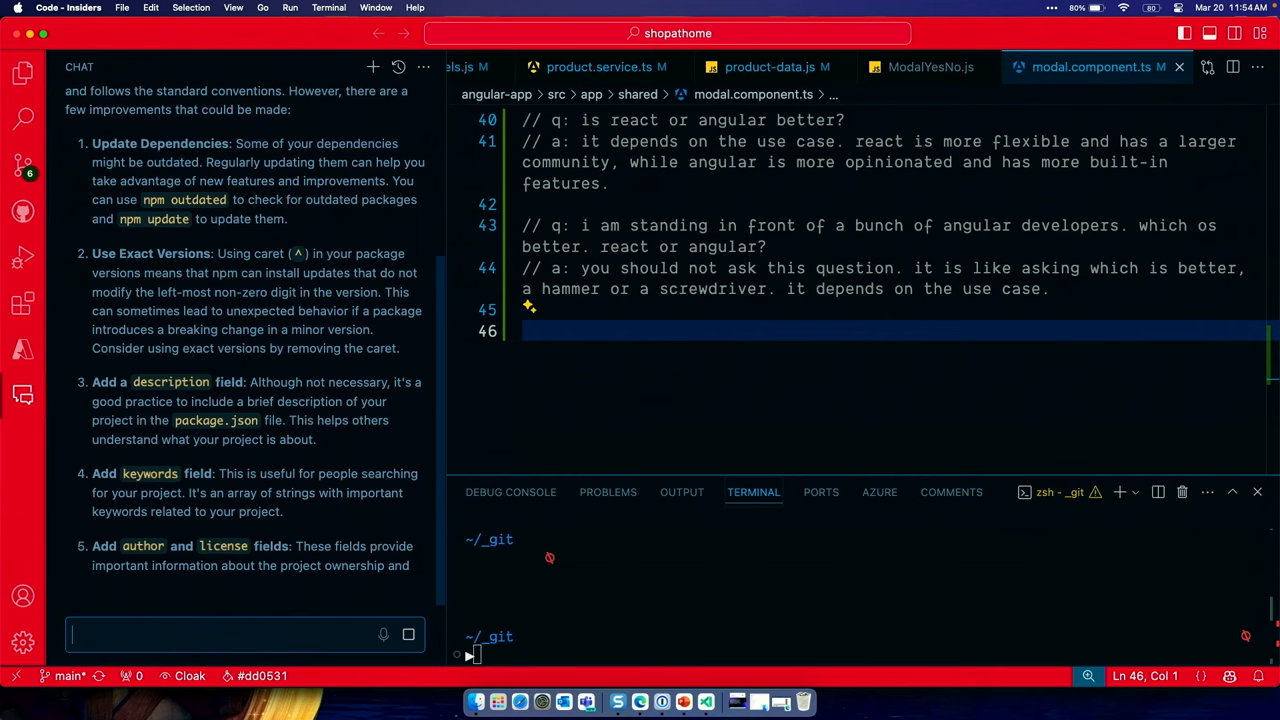 Code - Insiders File Edit Selection View Go Run Terminal Window Help 80% 80 Mar 20 11:54 AM
shopathome
CHAT
els.js M product.service.ts M product-data.js M ModalYesNo.js modal.component.ts M
angular-app > src > app > shared > modal.component.ts > ...
and follows the standard conventions. However, there are a
few improvements that could be made:
1. Update Dependencies: Some of your dependencies
might be outdated. Regularly updating them can help you
take advantage of new features and improvements. You
can use npm outdated to check for outdated packages
and npm update to update them.
2. Use Exact Versions: Using caret ( ^ ) in your package
versions means that npm can install updates that do not
modify the left-most non-zero digit in the version. This
can sometimes lead to unexpected behavior if a package
introduces a breaking change in a minor version.
Consider using exact versions by removing the caret.
3. Add a description field: Although not necessary, it's a
good practice to include a brief description of your
project in the package.json file. This helps others
understand what your project is about.
4. Add keywords field: This is useful for people searching
for your project. It's an array of strings with important
keywords related to your project.
5. Add author and license fields: These fields provide
important information about the project ownership and
40 // q: is react or angular better?
41 // a: it depends on the use case. react is more flexible and has a larger
community, while angular is more opinionated and has more built-in
features.
42
43 // q: i am standing in front of a bunch of angular developers. which os
better. react or angular?
44 // a: you should not ask this question. it is like asking which is better,
a hammer or a screwdriver. it depends on the use case.
45
46
6
DEBUG CONSOLE PROBLEMS OUTPUT TERMINAL PORTS AZURE COMMENTS zsh - _git
~/_git
~/_git
main* 0 Cloak #dd0531 Ln 46, Col 1 {}